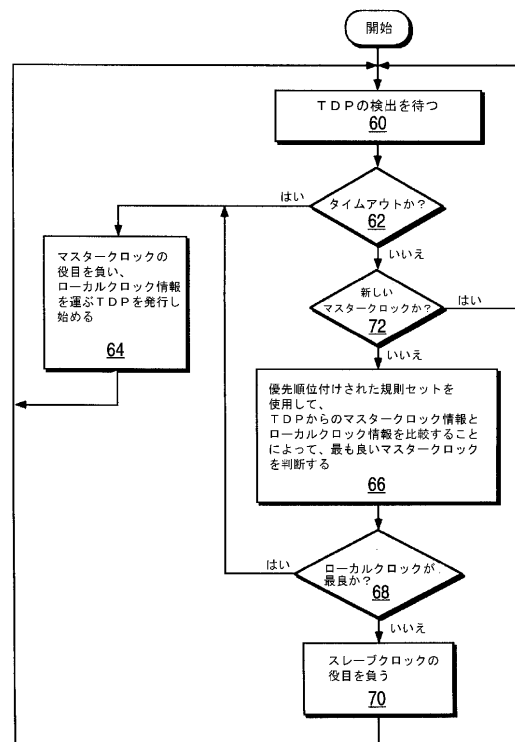 開始
TDPの検出を待つ
60
タイムアウトか?
62
はい
いいえ
マスタークロックの
役目を負い、
ローカルクロック情報
を運ぶTDPを発行し
始める
64
新しい
マスタークロックか?
72
はい
いいえ
優先順位付けされた規則セットを
使用して、
TDPからのマスタークロック情報と
ローカルクロック情報を比較すること
によって、最も良いマスタークロック
を判断する
66
はい
ローカルクロックが
最良か?
68
いいえ
スレーブクロックの
役目を負う
70